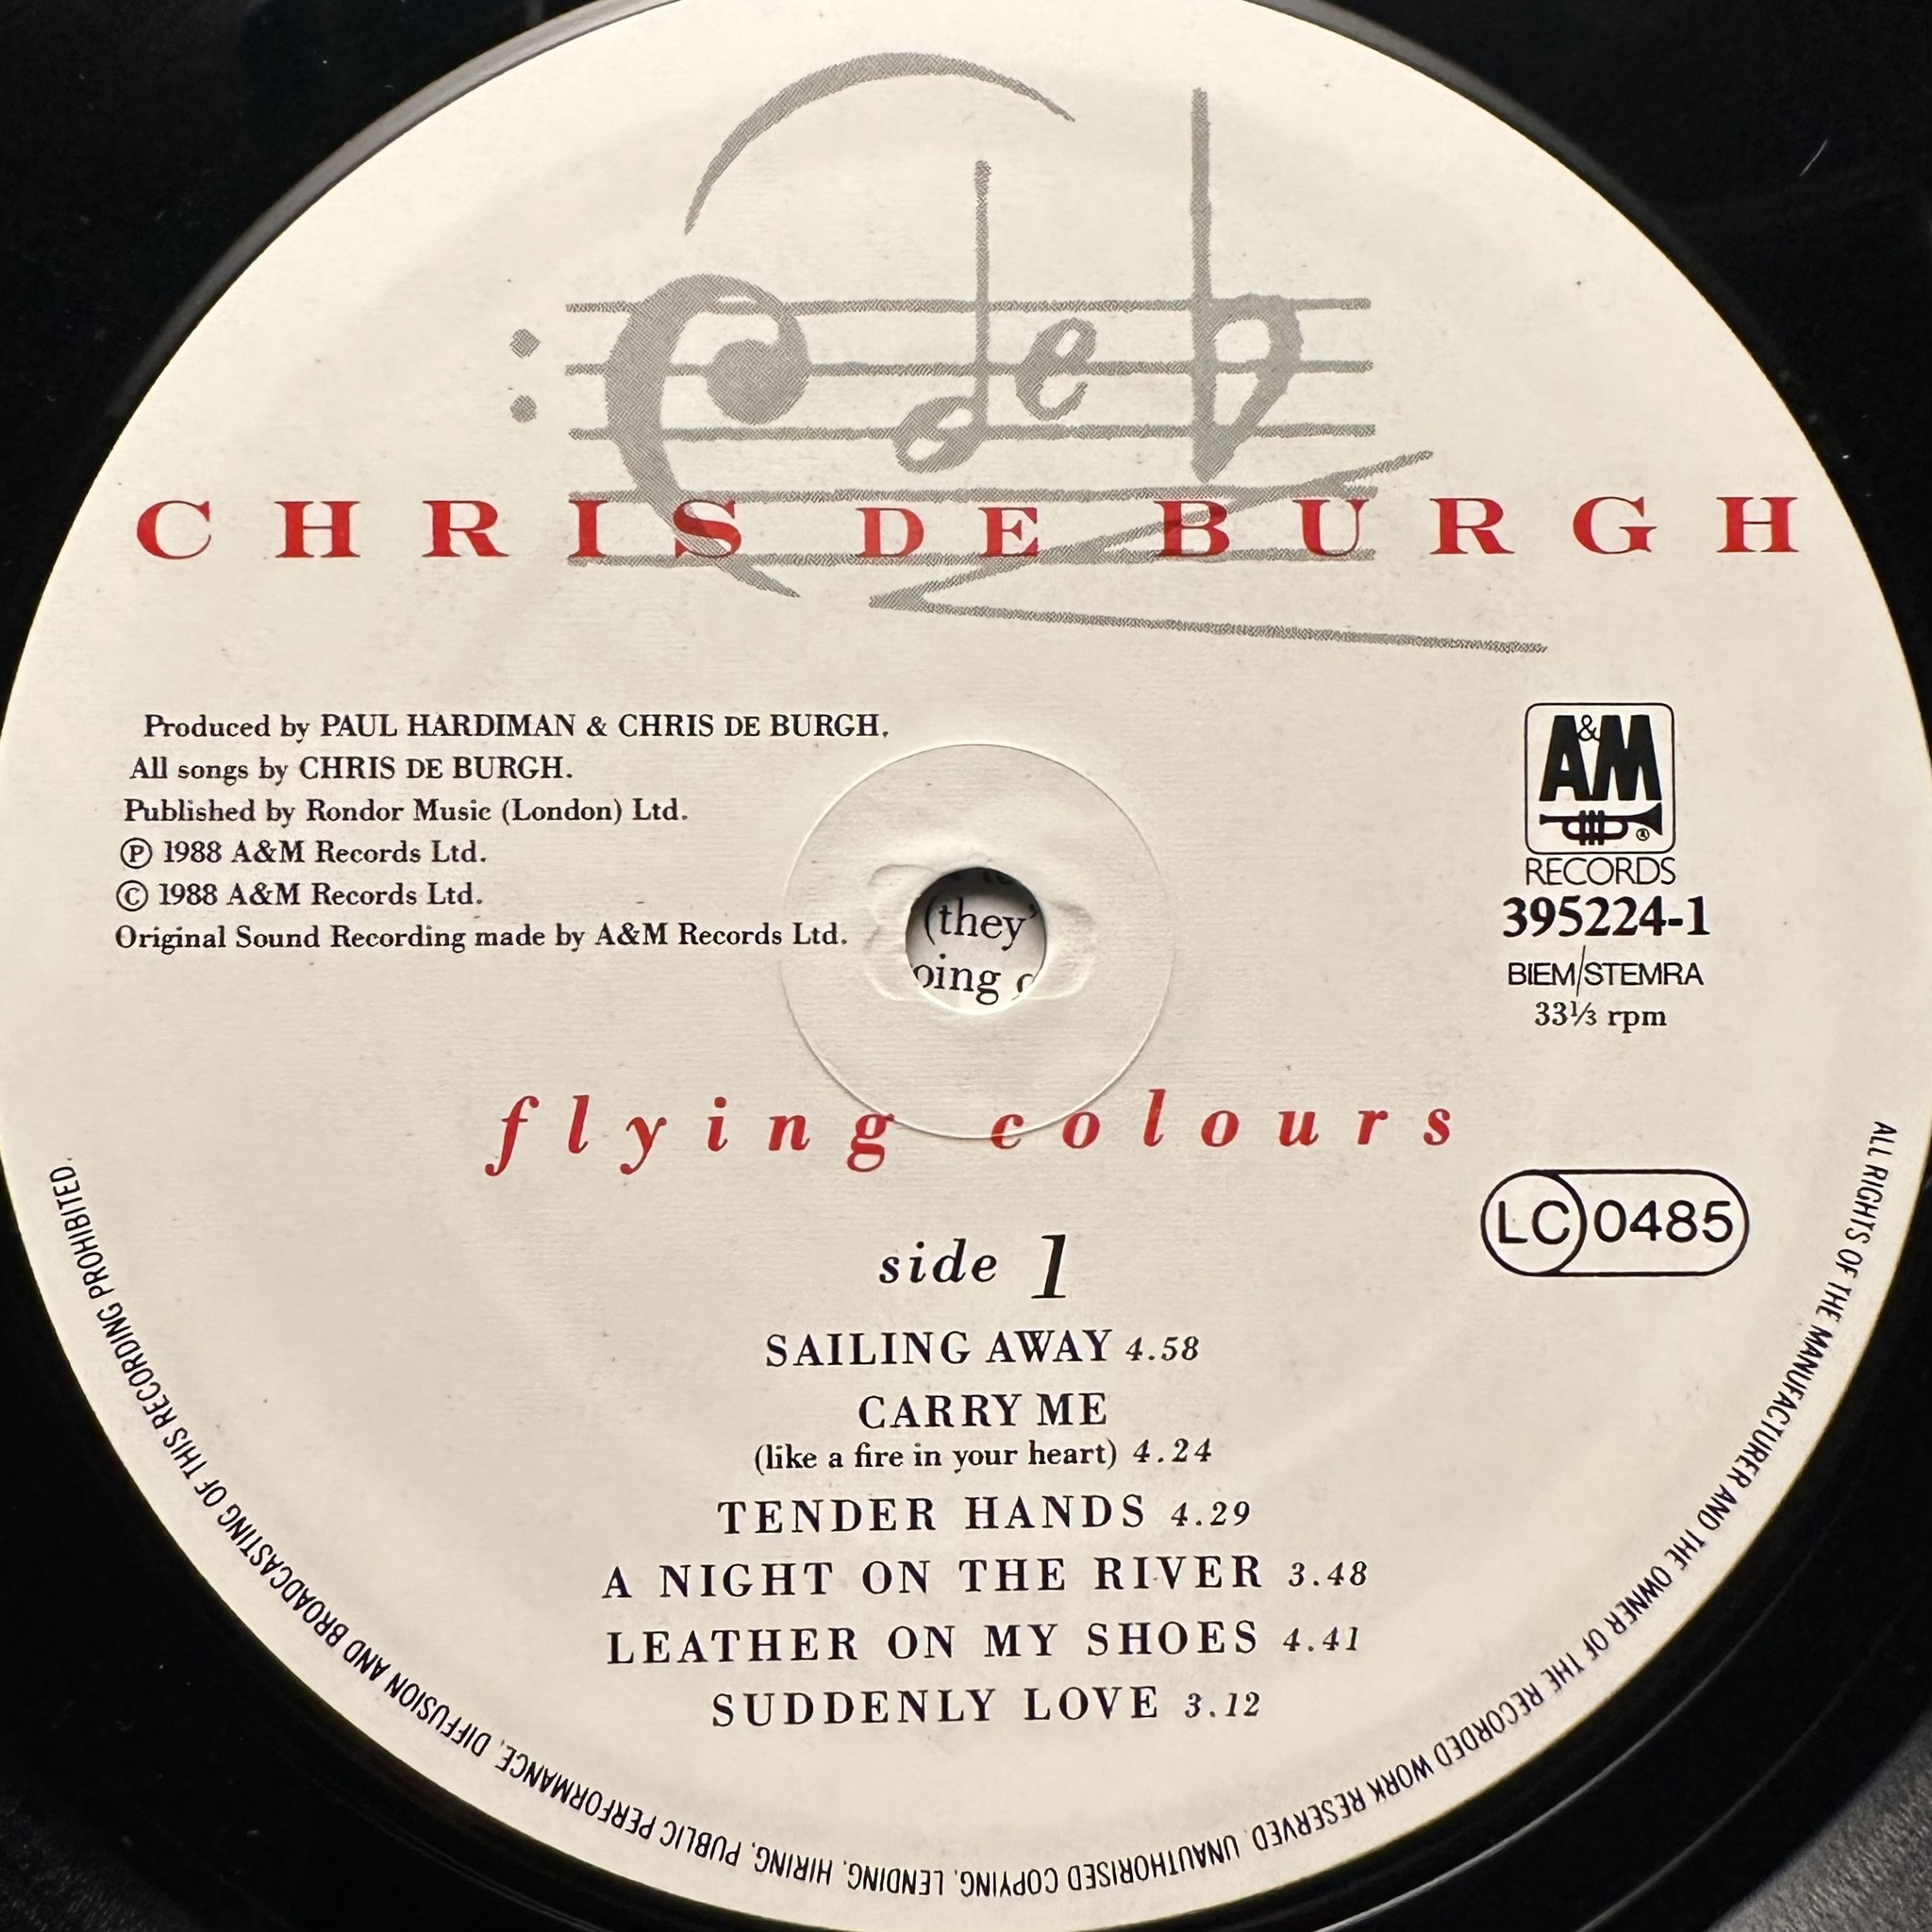 C de b
CHRIS DE BURGH
Produced by PAUL HARDIMAN & CHRIS DE BURGH.
All songs by CHRIS DE BURGH.
Published by Rondor Music (London) Ltd.
Ⓟ 1988 A&M Records Ltd.
© 1988 A&M Records Ltd.
Original Sound Recording made by A&M Records Ltd.
A&M
®
RECORDS
395224-1
BIEM/STEMRA
33⅓ rpm
(they'
oing
flying colours
LC 0485
side 1
SAILING AWAY 4.58
CARRY ME
(like a fire in your heart) 4.24
TENDER HANDS 4.29
A NIGHT ON THE RIVER 3.48
LEATHER ON MY SHOES 4.41
SUDDENLY LOVE 3.12
ALL RIGHTS OF THE MANUFACTURER AND THE OWNER OF THE RECORDED WORK RESERVED. UNAUTHORISED COPYING, LENDING, HIRING, PUBLIC PERFORMANCE, DIFFUSION AND BROADCASTING OF THIS RECORDING PROHIBITED.